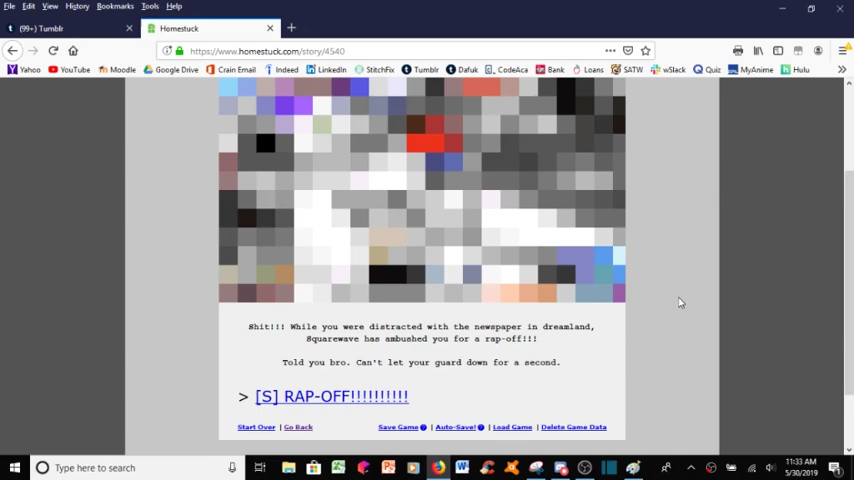 File Edit View History Bookmarks Tools Help
(99+) Tumblr
Homestuck
https://www.homestuck.com/story/4540
Yahoo YouTube Moodle Google Drive Crain Email Indeed LinkedIn StitchFix Tumblr Dafuk CodeAca Bank Loans SATW wSlack Quiz MyAnime Hulu
Shit!!! While you were distracted with the newspaper in dreamland,
Squarewave has ambushed you for a rap-off!!!
Told you bro. Can't let your guard down for a second.
> [S] RAP-OFF!!!!!!!!!!
Start Over | Go Back Save Game ? | Auto-Save! ? | Load Game | Delete Game Data
Type here to search
11:33 AM
5/30/2019